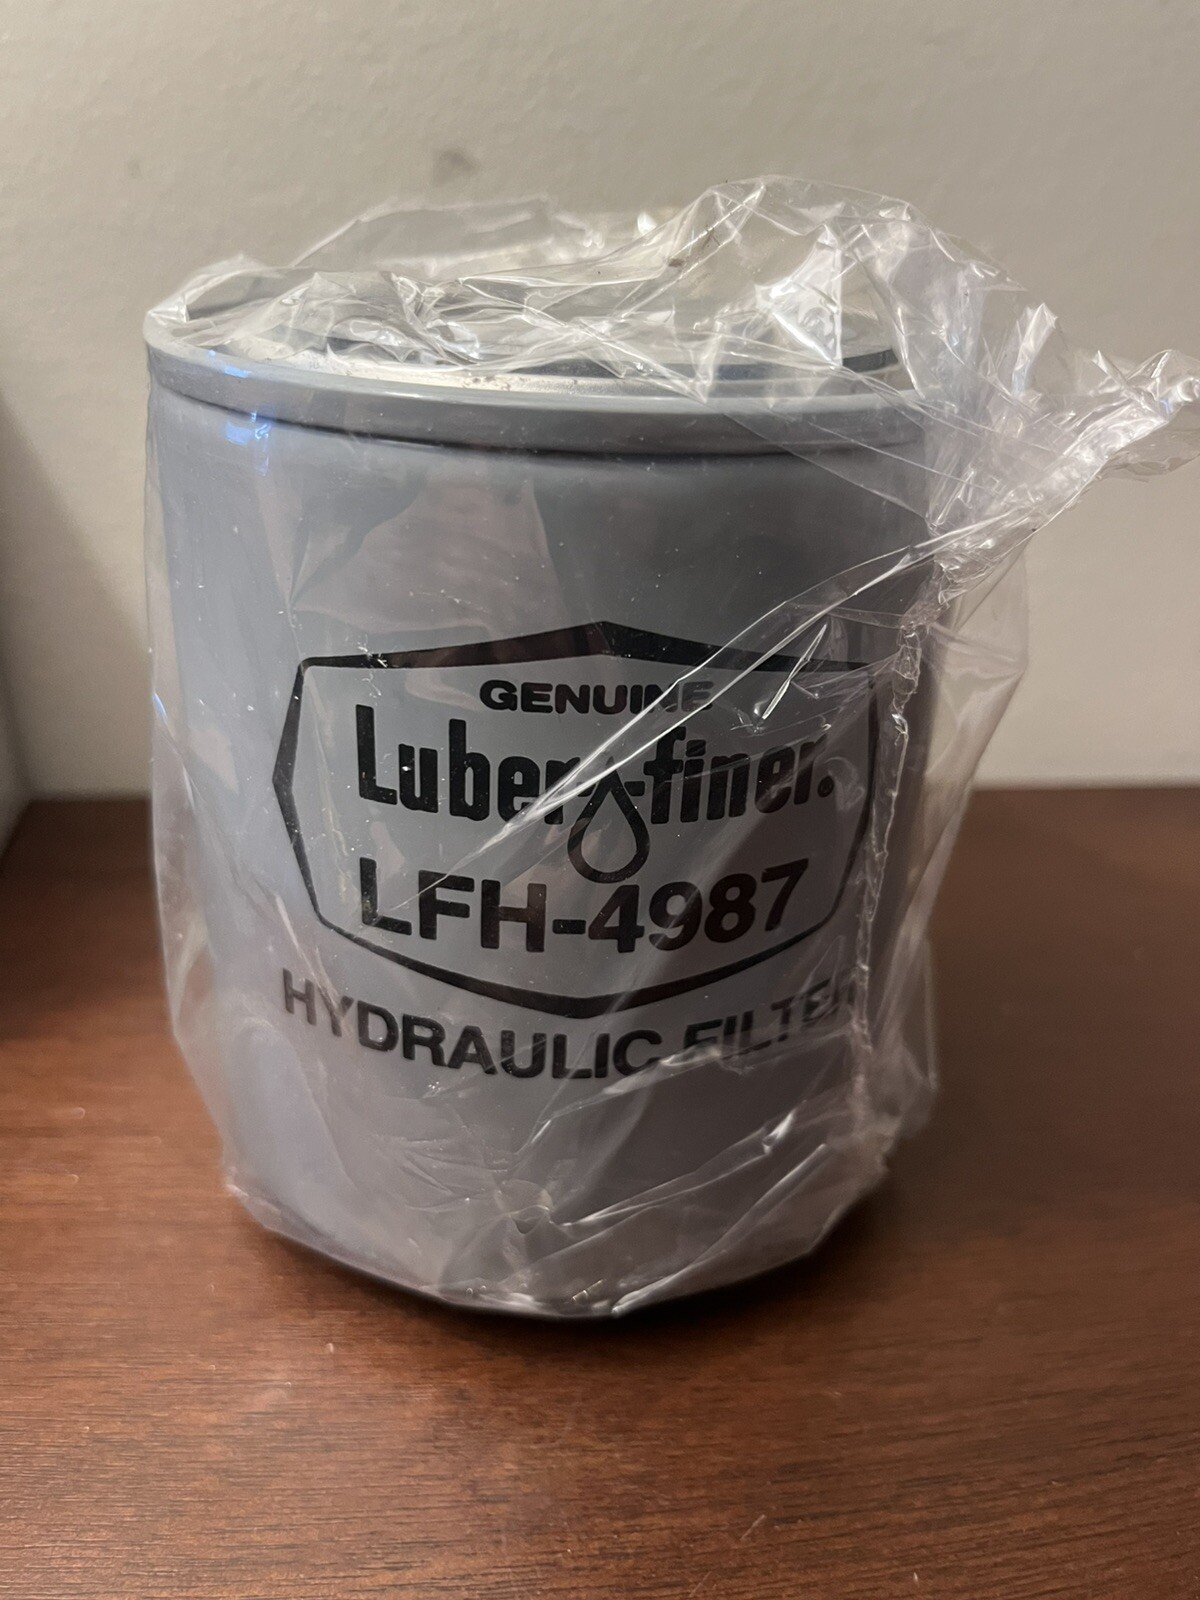 GENUINE
Luber-finer.
LFH-4987
HYDRAULIC FILTER